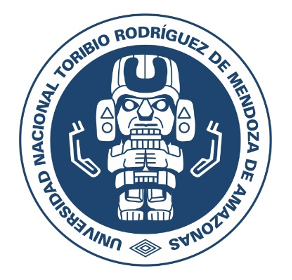 UNIVERSIDAD NACIONAL TORIBIO RODRÍGUEZ DE MENDOZA DE AMAZONAS